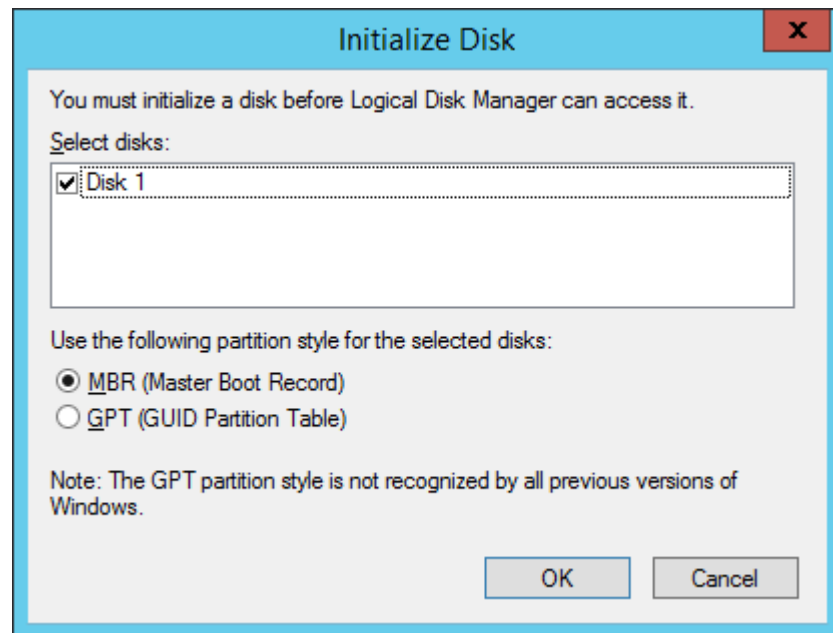 Initialize Disk
x
You must initialize a disk before Logical Disk Manager can access it.
Select disks:
Disk 1
Use the following partition style for the selected disks:
MBR (Master Boot Record)
GPT (GUID Partition Table)
Note: The GPT partition style is not recognized by all previous versions of
Windows.
OK
Cancel